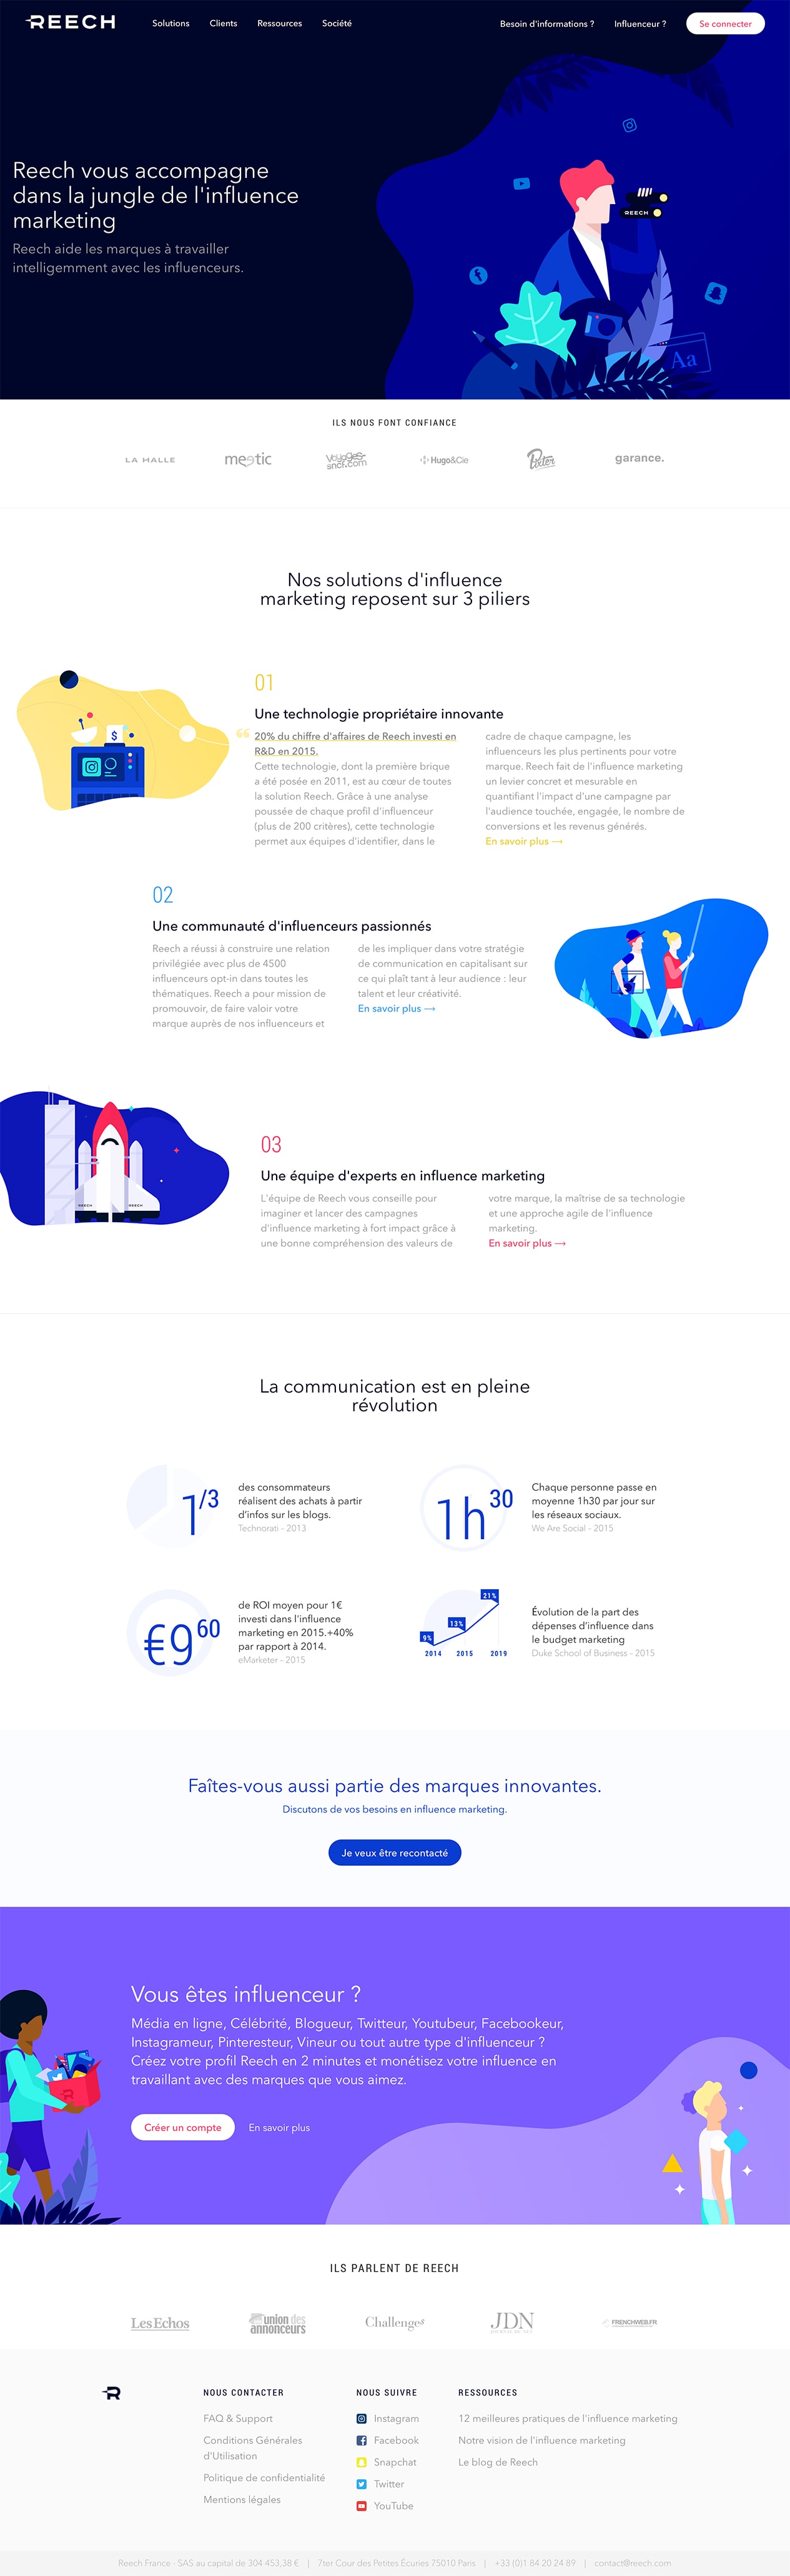 REECH
Solutions
Clients
Ressources
Société
Besoin d'informations ?
Influenceur ?
Se connecter
Reech vous accompagne
dans la jungle de l'influence
marketing
Reech aide les marques à travailler
intelligemment avec les influenceurs.
REECH
Aa
ILS NOUS FONT CONFIANCE
LA HALLE
meetic
Voyages-
sncf.com
Hugo&Cie
Pixter
garance.
Nos solutions d'influence
marketing reposent sur 3 piliers
$
01
Une technologie propriétaire innovante
“ 20% du chiffre d'affaires de Reech investi en
R&D en 2015.
Cette technologie, dont la première brique
a été posée en 2011, est au cœur de toutes
la solution Reech. Grâce à une analyse
poussée de chaque profil d'influenceur
(plus de 200 critères), cette technologie
permet aux équipes d'identifier, dans le
cadre de chaque campagne, les
influenceurs les plus pertinents pour votre
marque. Reech fait de l'influence marketing
un levier concret et mesurable en
quantifiant l'impact d'une campagne par
l'audience touchée, engagée, le nombre de
conversions et les revenus générés.
En savoir plus →
02
Une communauté d'influenceurs passionnés
Reech a réussi à construire une relation
privilégiée avec plus de 4500
influenceurs opt-in dans toutes les
thématiques. Reech a pour mission de
promouvoir, de faire valoir votre
marque auprès de nos influenceurs et
de les impliquer dans votre stratégie
de communication en capitalisant sur
ce qui plaît tant à leur audience : leur
talent et leur créativité.
En savoir plus →
REECH
REECH
03
Une équipe d'experts en influence marketing
L'équipe de Reech vous conseille pour
imaginer et lancer des campagnes
d'influence marketing à fort impact grâce à
une bonne compréhension des valeurs de
votre marque, la maîtrise de sa technologie
et une approche agile de l'influence
marketing.
En savoir plus →
La communication est en pleine
révolution
1/3
des consommateurs
réalisent des achats à partir
d'infos sur les blogs.
Technorati - 2013
1h30
Chaque personne passe en
moyenne 1h30 par jour sur
les réseaux sociaux.
We Are Social - 2015
€960
de ROI moyen pour 1€
investi dans l'influence
marketing en 2015.+40%
par rapport à 2014.
eMarketer - 2015
9%
13%
21%
2014
2015
2019
Évolution de la part des
dépenses d'influence dans
le budget marketing
Duke School of Business - 2015
Faîtes-vous aussi partie des marques innovantes.
Discutons de vos besoins en influence marketing.
Je veux être recontacté
Vous êtes influenceur ?
Média en ligne, Célébrité, Blogueur, Twitteur, Youtubeur, Facebookeur,
Instagrameur, Pinteresteur, Vineur ou tout autre type d'influenceur ?
Créez votre profil Reech en 2 minutes et monétisez votre influence en
travaillant avec des marques que vous aimez.
Créer un compte
En savoir plus
ILS PARLENT DE REECH
Les Echos
union des
annonceurs
Challenges
JDN
FRENCHWEB.FR
R
NOUS CONTACTER
FAQ & Support
Conditions Générales
d'Utilisation
Politique de confidentialité
Mentions légales
NOUS SUIVRE
Instagram
Facebook
Snapchat
Twitter
YouTube
RESSOURCES
12 meilleures pratiques de l'influence marketing
Notre vision de l'influence marketing
Le blog de Reech
Reech France - SAS au capital de 304 453,38 € | 7ter Cour des Petites Écuries 75010 Paris | +33 (0)1 84 20 24 89 | contact@reech.com